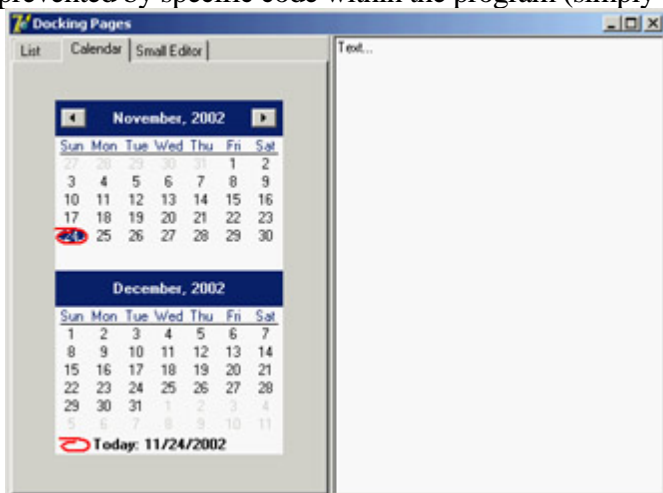 prevented by specific code within the program (simply
Docking Pages
List Calendar Small Editor
Text...
November, 2002
Sun Mon Tue Wed Thu Fri Sat
27 28 29 30 31 1 2
3 4 5 6 7 8 9
10 11 12 13 14 15 16
17 18 19 20 21 22 23
24 25 26 27 28 29 30
December, 2002
Sun Mon Tue Wed Thu Fri Sat
1 2 3 4 5 6 7
8 9 10 11 12 13 14
15 16 17 18 19 20 21
22 23 24 25 26 27 28
29 30 31 1 2 3 4
5 6 7 8 9 10 11
Today: 11/24/2002